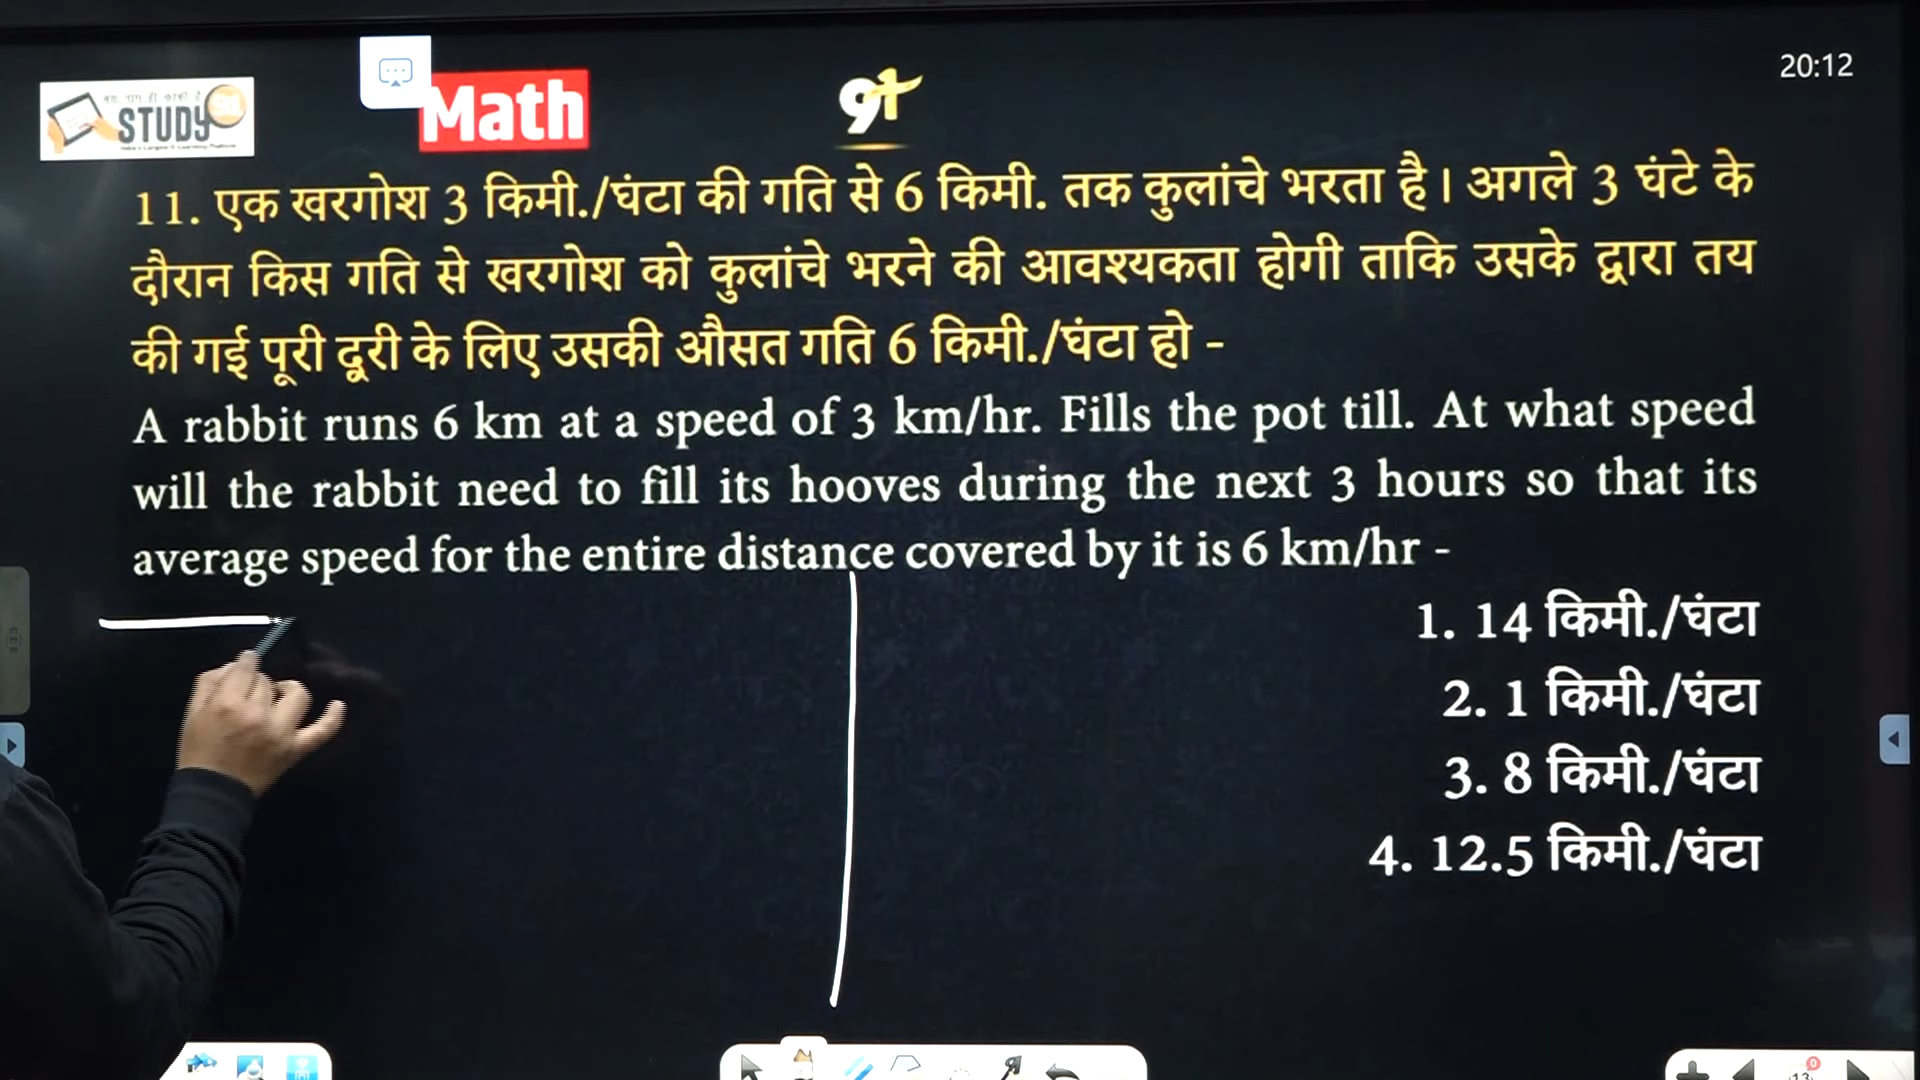 20:12
STUDY 91
Math
91
11. एक खरगोश 3 किमी./घंटा की गति से 6 किमी. तक कुलांचे भरता है। अगले 3 घंटे के
दौरान किस गति से खरगोश को कुलांचे भरने की आवश्यकता होगी ताकि उसके द्वारा तय
की गई पूरी दूरी के लिए उसकी औसत गति 6 किमी./घंटा हो -
A rabbit runs 6 km at a speed of 3 km/hr. Fills the pot till. At what speed
will the rabbit need to fill its hooves during the next 3 hours so that its
average speed for the entire distance covered by it is 6 km/hr -
1. 14 किमी./घंटा
2. 1 किमी./घंटा
3. 8 किमी./घंटा
4. 12.5 किमी./घंटा